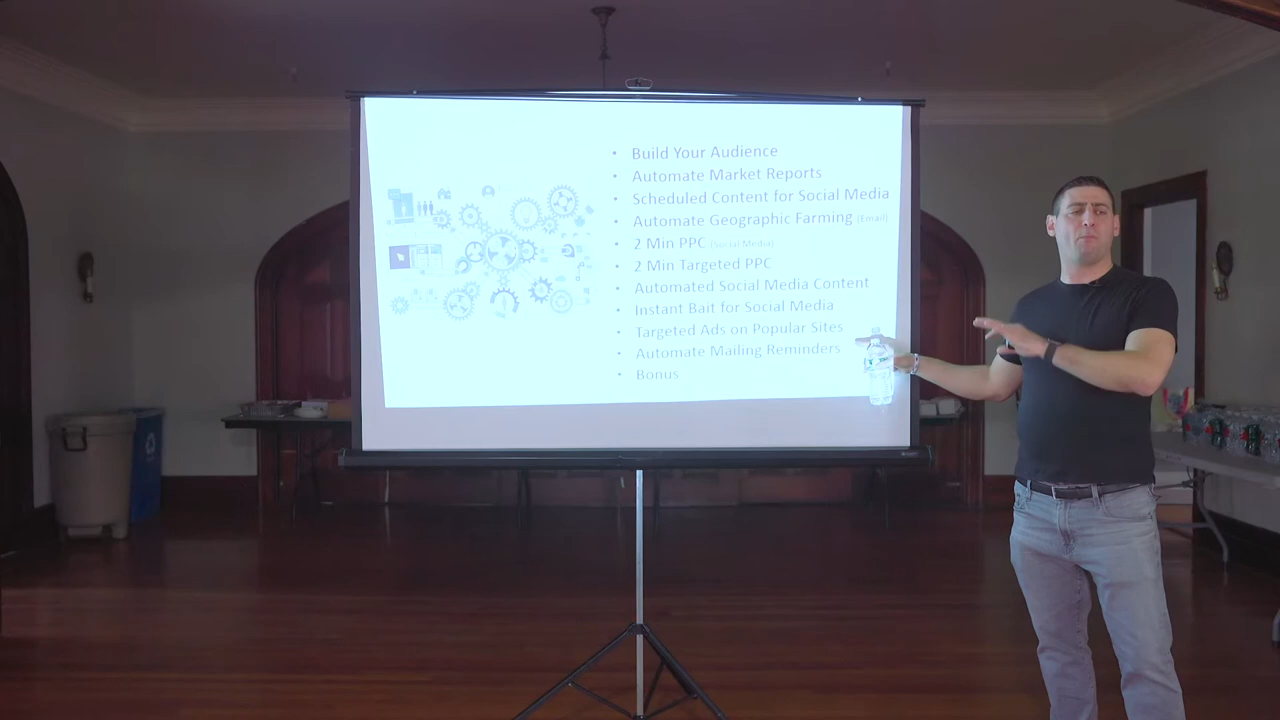 • Build Your Audience
• Automate Market Reports
• Scheduled Content for Social Media
• Automate Geographic Farming (Email)
• 2 Min PPC (Social Media)
• 2 Min Targeted PPC
• Automated Social Media Content
• Instant Bait for Social Media
• Targeted Ads on Popular Sites
• Automate Mailing Reminders
• Bonus